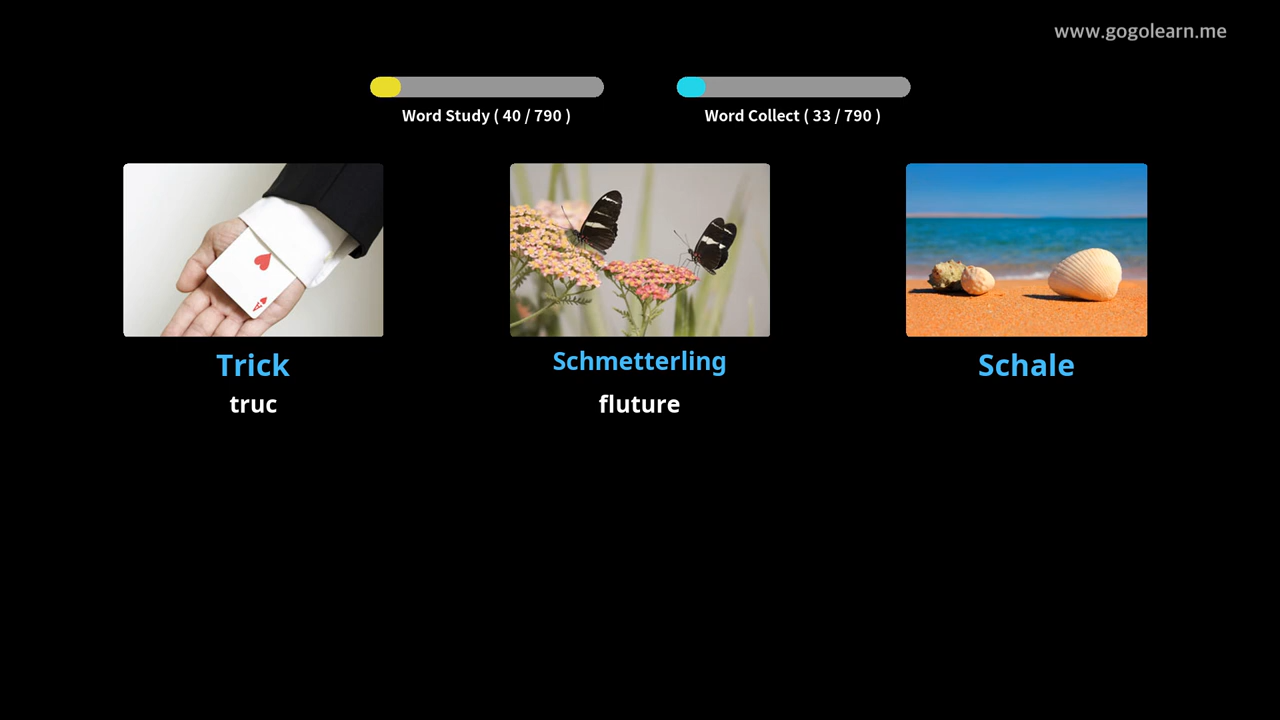 www.gogolearn.me
Word Study ( 40 / 790 )
Word Collect ( 33 / 790 )
A
Trick
Schmetterling
Schale
truc
fluture